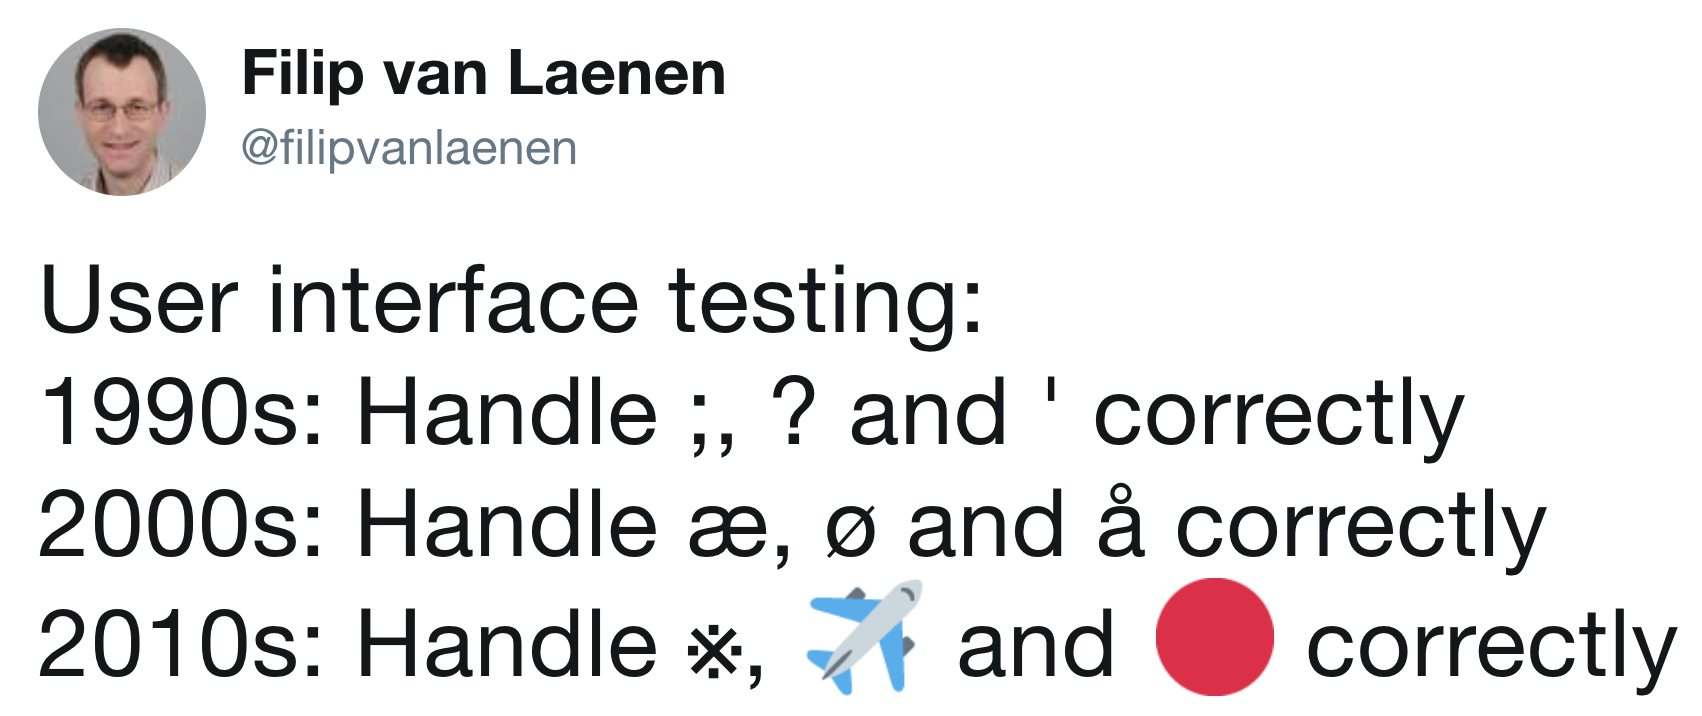 Filip van Laenen
@filipvanlaenen
User interface testing:
1990s: Handle ;, ? and ' correctly
2000s: Handle æ, ø and å correctly
2010s: Handle ※, ✈️ and 🔴 correctly